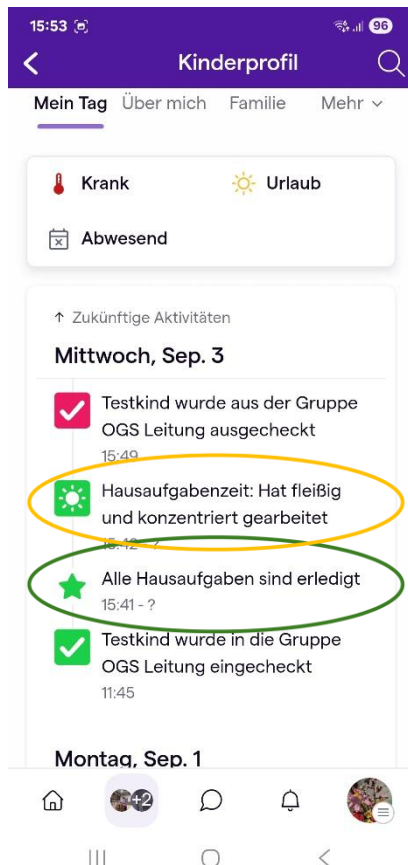 15:53 96
Kinderprofil
Mein Tag Über mich Familie Mehr
Krank Urlaub
Abwesend
Zukünftige Aktivitäten
Mittwoch, Sep. 3
Testkind wurde aus der Gruppe
OGS Leitung ausgecheckt
15:49
Hausaufgabenzeit: Hat fleißig
und konzentriert gearbeitet
15:42 - ?
Alle Hausaufgaben sind erledigt
15:41 - ?
Testkind wurde in die Gruppe
OGS Leitung eingecheckt
11:45
Montag, Sep. 1
+2